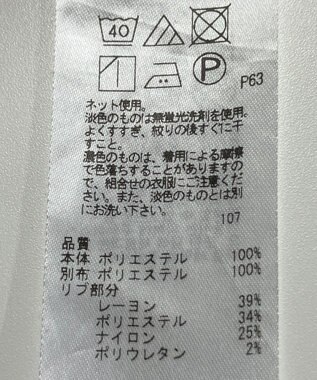 40
P
P63
ネット使用。
淡色のものは無蛍光洗剤を使用。
よくすすぎ、絞りの後すぐに干
すこと。
濃色のものは、着用による摩擦
で色落ちすることがありますの
で、組合せの衣服にご注意くだ
さい。また、淡色のものとは別
にお洗い下さい。
107
品質
本体 ポリエステル 100%
別布 ポリエステル 100%
リブ部分
レーヨン 39%
ポリエステル 34%
ナイロン 25%
ポリウレタン 2%